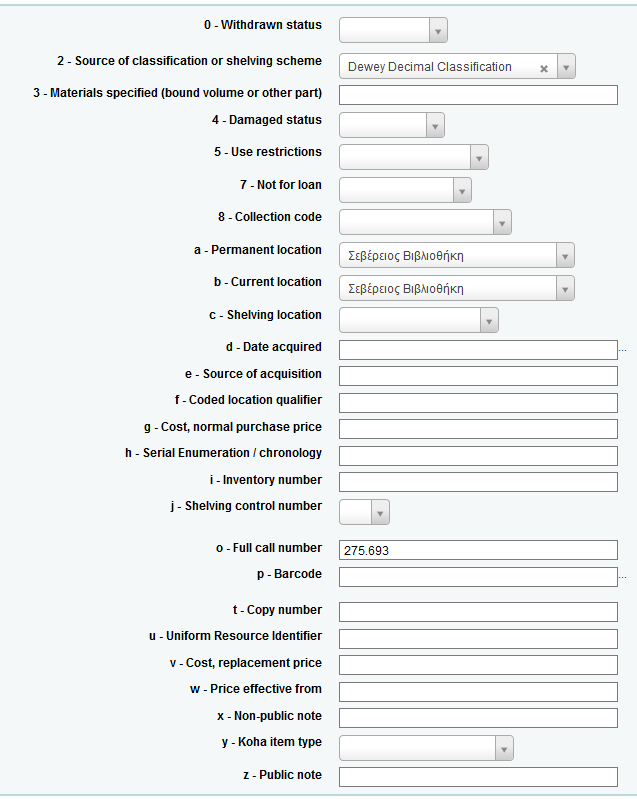 0 - Withdrawn status
2 - Source of classification or shelving scheme Dewey Decimal Classification
3 - Materials specified (bound volume or other part)
4 - Damaged status
5 - Use restrictions
7 - Not for loan
8 - Collection code
a - Permanent location Σεβέρειος Βιβλιοθήκη
b - Current location Σεβέρειος Βιβλιοθήκη
c - Shelving location
d - Date acquired ...
e - Source of acquisition
f - Coded location qualifier
g - Cost, normal purchase price
h - Serial Enumeration / chronology
i - Inventory number
j - Shelving control number
o - Full call number 275.693
p - Barcode ...
t - Copy number
u - Uniform Resource Identifier
v - Cost, replacement price
w - Price effective from
x - Non-public note
y - Koha item type
z - Public note